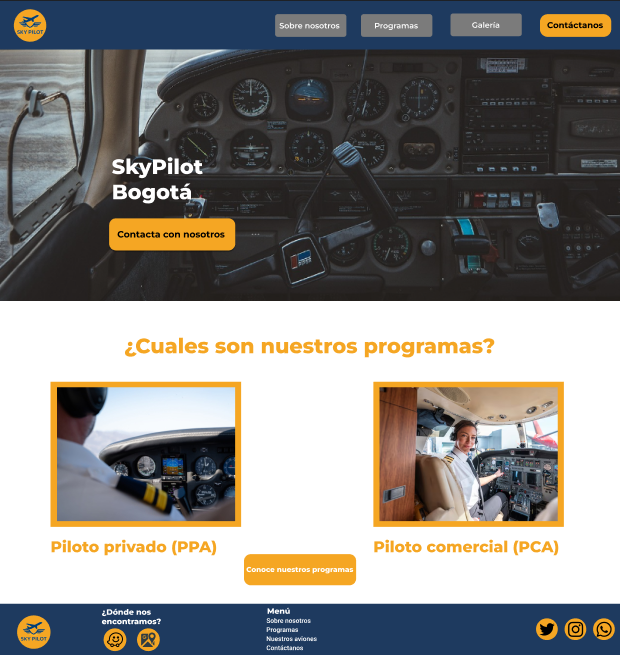 SKY PILOT
Sobre nosotros
Programas
Galería
Contáctanos
SkyPilot
Bogotá
Contacta con nosotros
¿Cuales son nuestros programas?
Piloto privado (PPA)
Piloto comercial (PCA)
Conoce nuestros programas
SKY PILOT
¿Dónde nos
encontramos?
Menú
Sobre nosotros
Programas
Nuestros aviones
Contáctanos